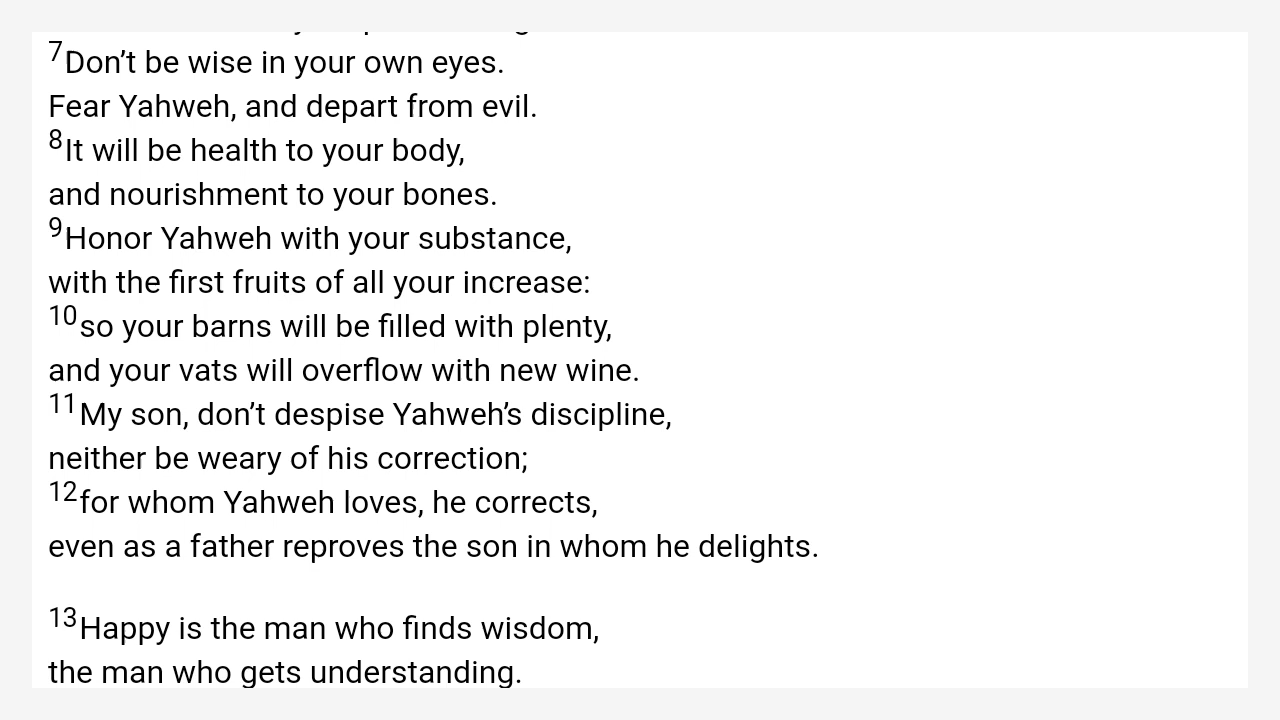 7Don’t be wise in your own eyes.
Fear Yahweh, and depart from evil.
8It will be health to your body,
and nourishment to your bones.
9Honor Yahweh with your substance,
with the first fruits of all your increase:
10so your barns will be filled with plenty,
and your vats will overflow with new wine.
11My son, don’t despise Yahweh’s discipline,
neither be weary of his correction;
12for whom Yahweh loves, he corrects,
even as a father reproves the son in whom he delights.
13Happy is the man who finds wisdom,
the man who gets understanding.